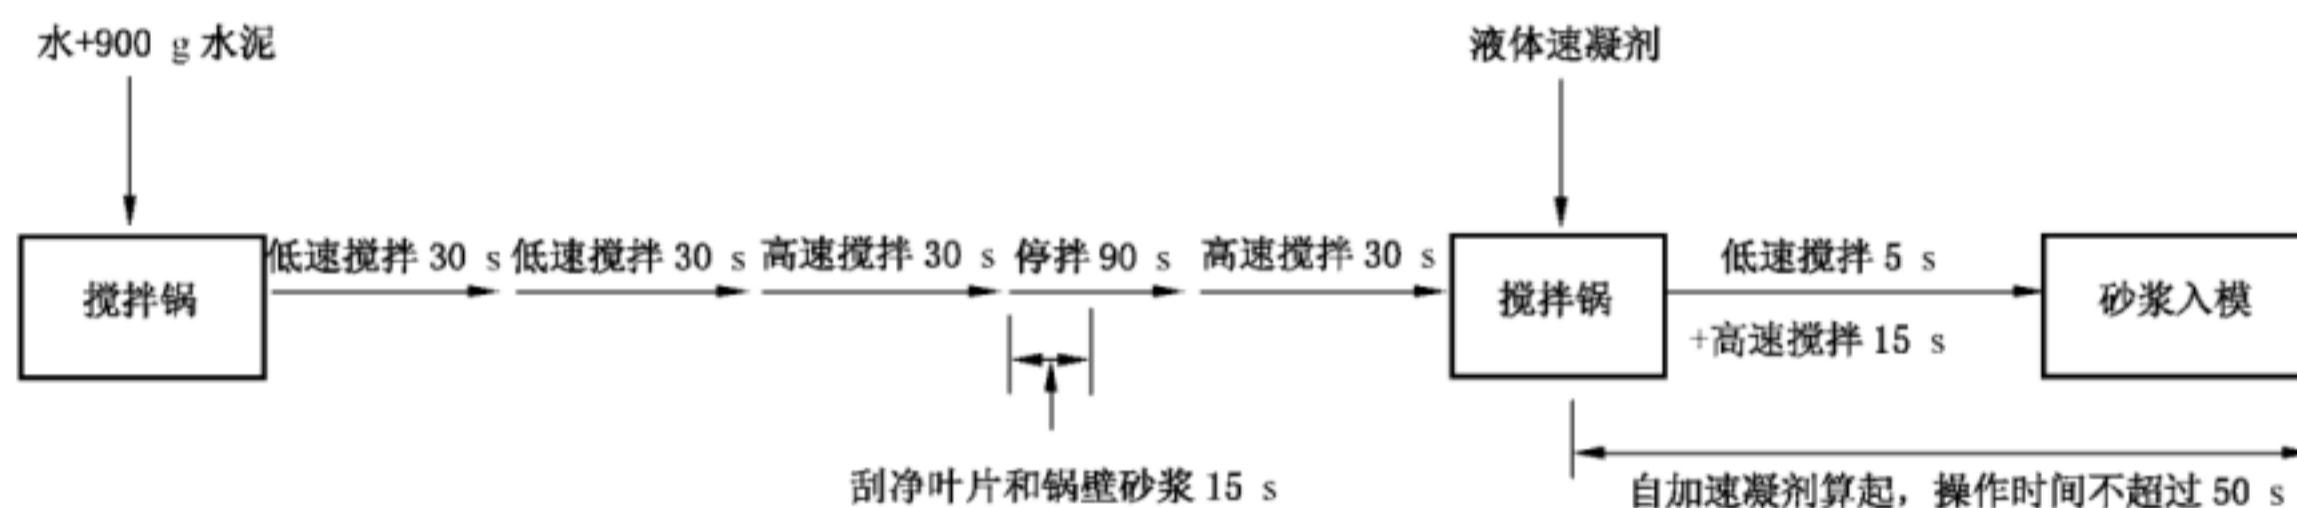 水+900 g 水泥
液体速凝剂
低速搅拌 30 s
低速搅拌 30 s
高速搅拌 30 s
停拌 90 s
高速搅拌 30 s
低速搅拌 5 s
搅拌锅
搅拌锅
砂浆入模
+高速搅拌 15 s
刮净叶片和锅壁砂浆 15 s
自加速凝剂算起，操作时间不超过 50 s